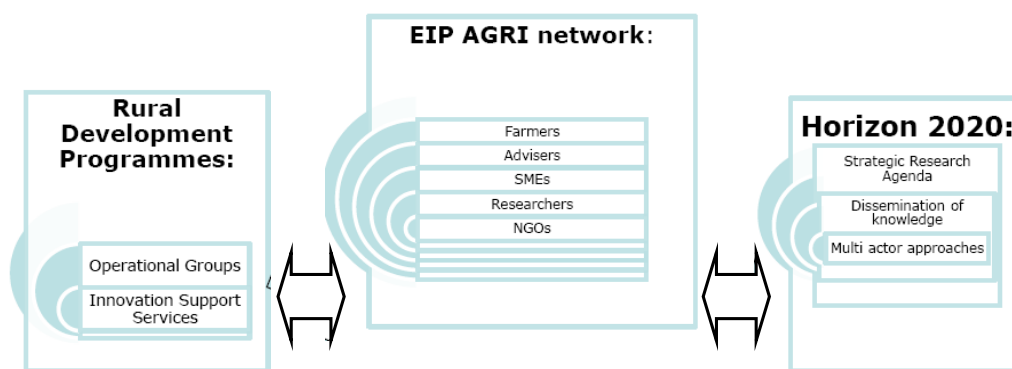 Rural
Development
Programmes:
Operational Groups
Innovation Support
Services
EIP AGRI network:
Farmers
Advisers
SMEs
Researchers
NGOs
Horizon 2020:
Strategic Research
Agenda
Dissemination of
knowledge
Multi actor approaches